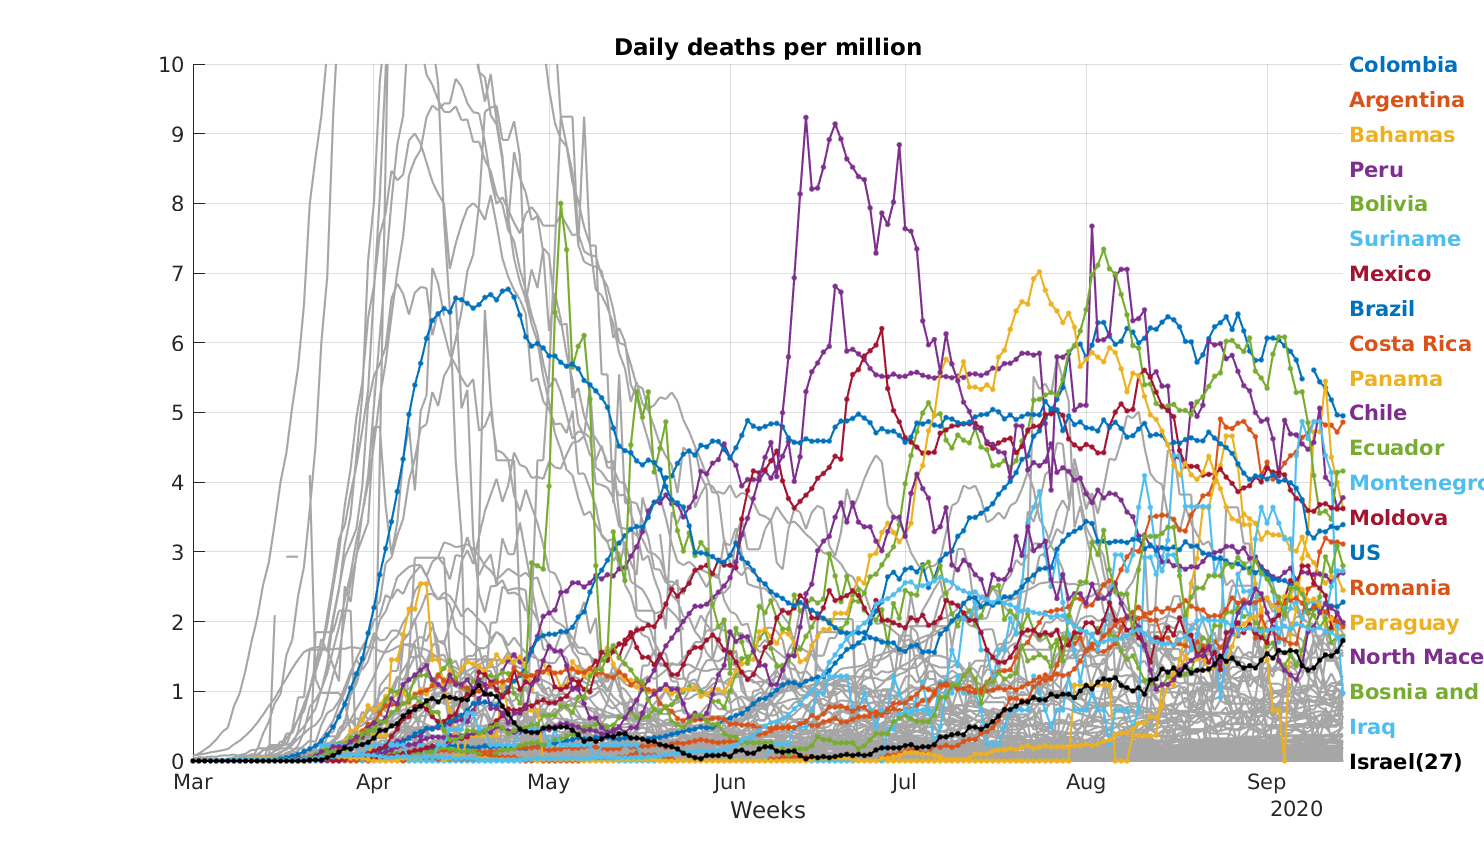 Daily deaths per million
10
9
8
7
6
5
4
3
2
1
0
Mar
Apr
May
Jun
Jul
Aug
Sep
Weeks
2020
Colombia
Argentina
Bahamas
Peru
Bolivia
Suriname
Mexico
Brazil
Costa Rica
Panama
Chile
Ecuador
Montenegro
Moldova
US
Romania
Paraguay
North Mace
Bosnia and
Iraq
Israel(27)